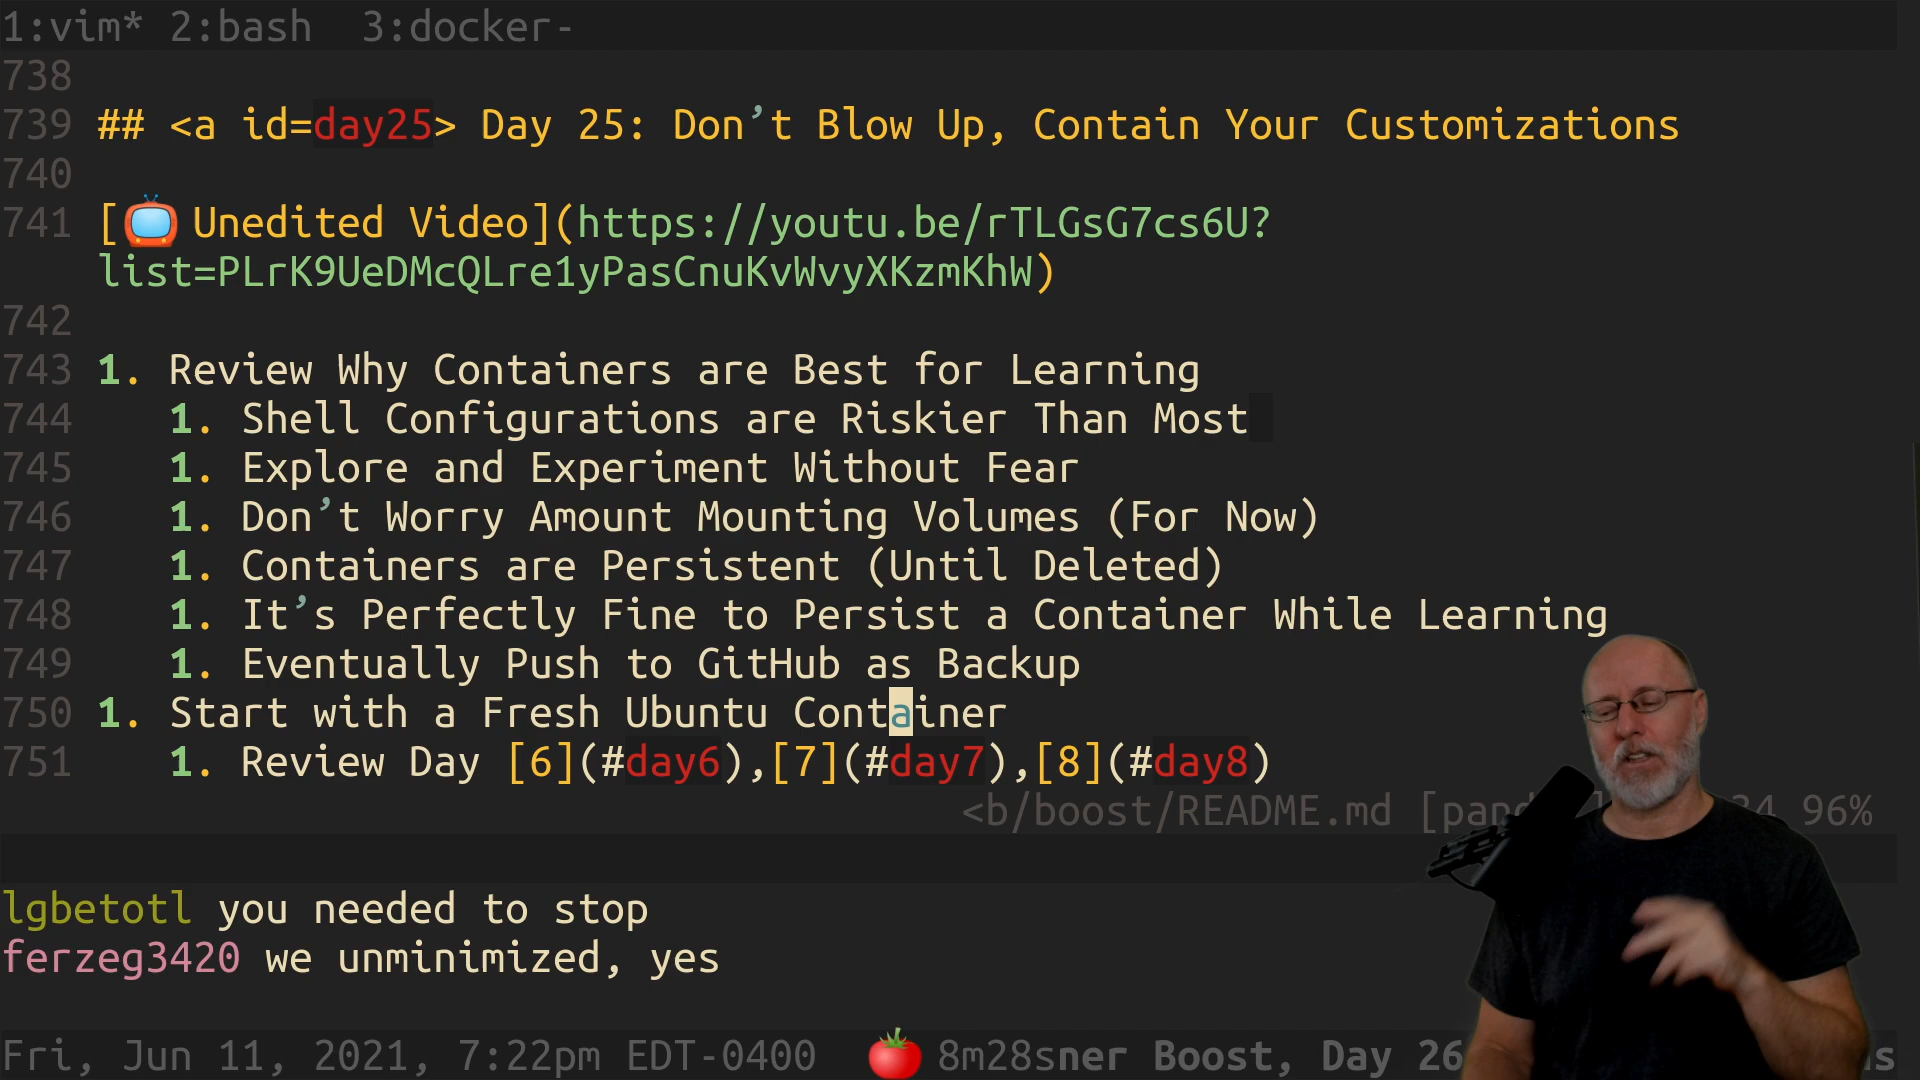 1:vim* 2:bash  3:docker-
738
739 ## <a id=day25> Day 25: Don’t Blow Up, Contain Your Customizations
740
741 [📺 Unedited Video](https://youtu.be/rTLGsG7cs6U?
list=PLrK9UeDMcQLre1yPasCnuKvWvyXKzmKhW)
742
743 1. Review Why Containers are Best for Learning
744    1. Shell Configurations are Riskier Than Most
745    1. Explore and Experiment Without Fear
746    1. Don’t Worry Amount Mounting Volumes (For Now)
747    1. Containers are Persistent (Until Deleted)
748    1. It’s Perfectly Fine to Persist a Container While Learning
749    1. Eventually Push to GitHub as Backup
750 1. Start with a Fresh Ubuntu Container
751    1. Review Day [6](#day6),[7](#day7),[8](#day8)
<b/boost/README.md 96%
lgbetotl you needed to stop
ferzeg3420 we unminimized, yes
Fri, Jun 11, 2021, 7:22pm EDT-0400 🍅 8m28sner Boost, Day 26